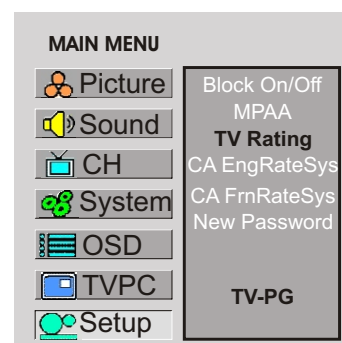 MAIN MENU
Picture
Sound
CH
System
OSD
TVPC
Setup
Block On/Off
MPAA
TV Rating
CA EngRateSys
CA FrnRateSys
New Password
TV-PG